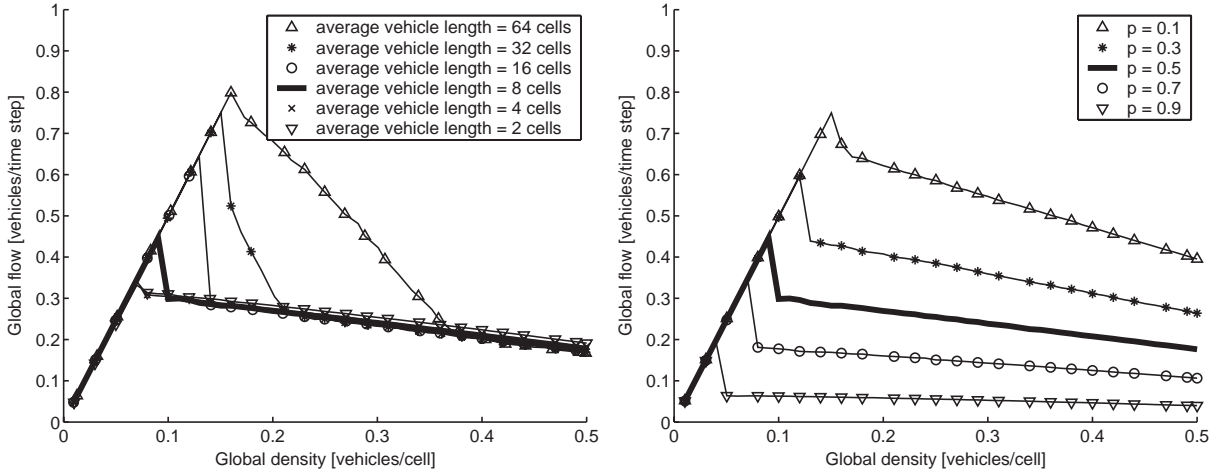 1
0.9
0.8
0.7
0.6
0.5
0.4
0.3
0.2
0.1
0
Global flow [vehicles/time step]
0
0.1
0.2
0.3
0.4
0.5
Global density [vehicles/cell]
average vehicle length = 64 cells
average vehicle length = 32 cells
average vehicle length = 16 cells
average vehicle length = 8 cells
average vehicle length = 4 cells
average vehicle length = 2 cells
1
0.9
0.8
0.7
0.6
0.5
0.4
0.3
0.2
0.1
0
Global flow [vehicles/time step]
0
0.1
0.2
0.3
0.4
0.5
Global density [vehicles/cell]
p = 0.1
p = 0.3
p = 0.5
p = 0.7
p = 0.9